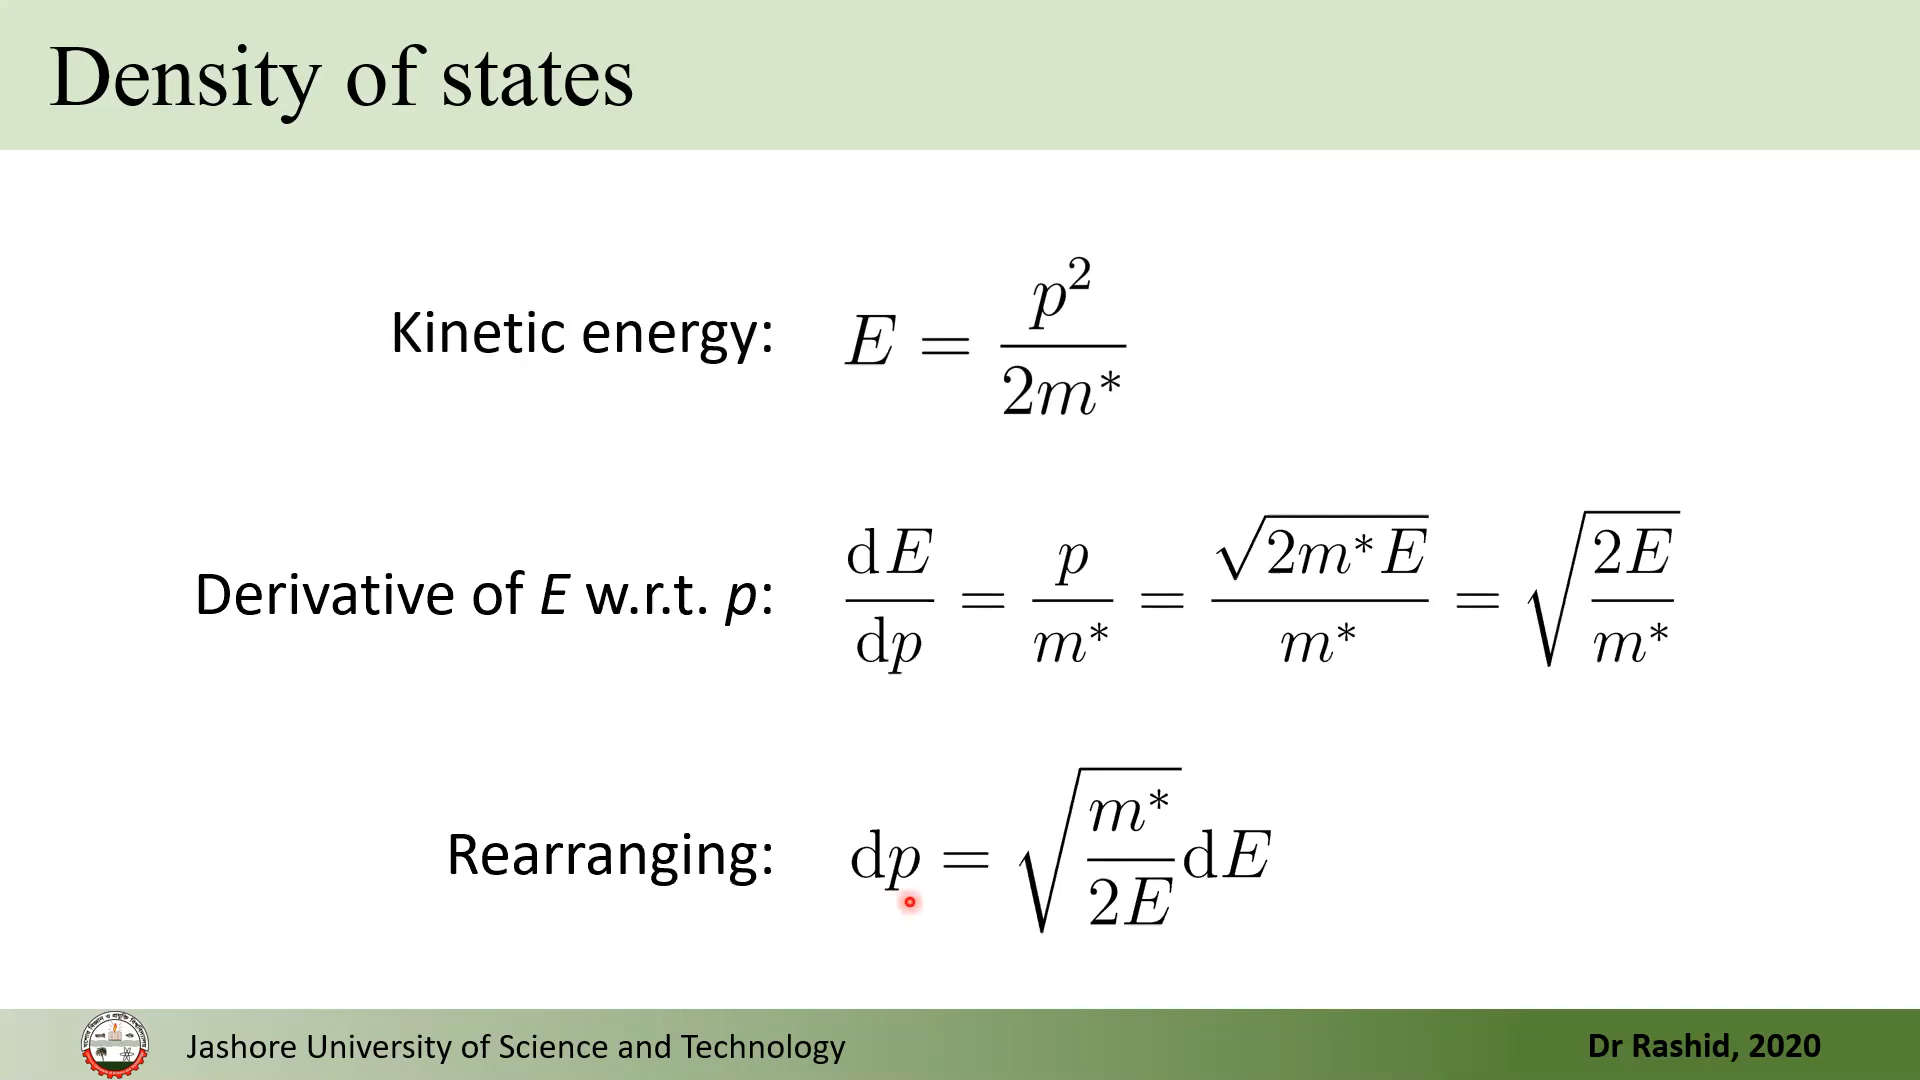 Density of states
Kinetic energy: E = p² / 2m*
Derivative of E w.r.t. p: dE/dp = p/m* = √(2m*E) / m* = √(2E/m*)
Rearranging: dp = √(m*/2E) dE
Jashore University of Science and Technology
Dr Rashid, 2020